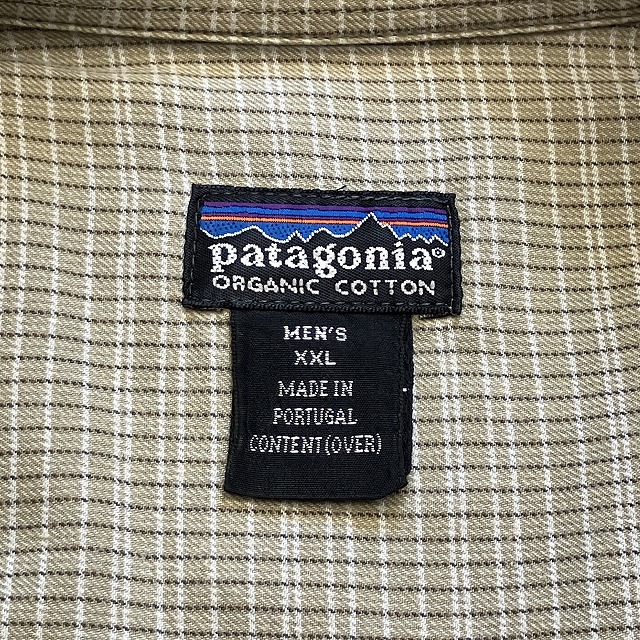 patagonia®
ORGANIC COTTON
MEN'S
XXL
MADE IN
PORTUGAL
CONTENT(OVER)